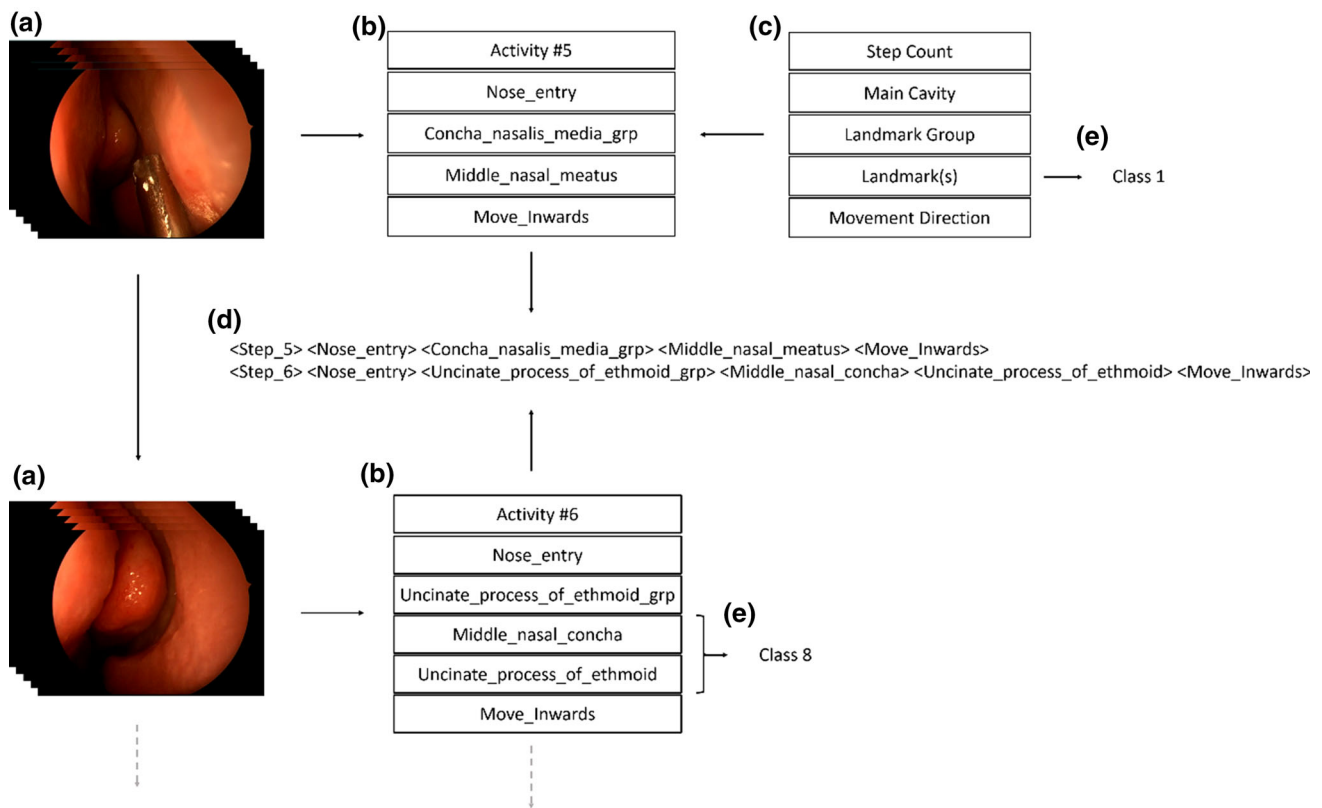 (a)
(b)
(c)
Activity #5
Nose_entry
Concha_nasalis_media_grp
Middle_nasal_meatus
Move_Inwards
Step Count
Main Cavity
Landmark Group
Landmark(s)
Movement Direction
(e)
Class 1
(d)
<Step_5> <Nose_entry> <Concha_nasalis_media_grp> <Middle_nasal_meatus> <Move_Inwards>
<Step_6> <Nose_entry> <Uncinate_process_of_ethmoid_grp> <Middle_nasal_concha> <Uncinate_process_of_ethmoid> <Move_Inwards>
(a)
(b)
Activity #6
Nose_entry
Uncinate_process_of_ethmoid_grp
Middle_nasal_concha
Uncinate_process_of_ethmoid
Move_Inwards
(e)
Class 8